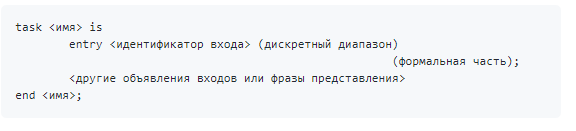 task <имя> is
entry <идентификатор входа> (дискретный диапазон)
(формальная часть);
<другие объявления входов или фразы представления>
end <имя>;